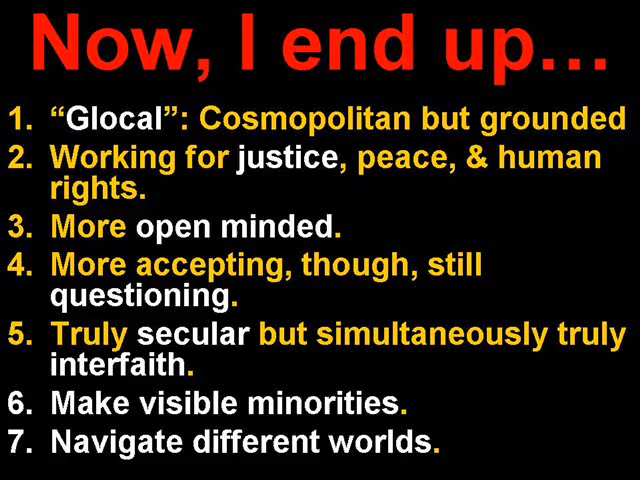 Now, I end up…
1. “Glocal”: Cosmopolitan but grounded
2. Working for justice, peace, & human
rights.
3. More open minded.
4. More accepting, though, still
questioning.
5. Truly secular but simultaneously truly
interfaith.
6. Make visible minorities.
7. Navigate different worlds.